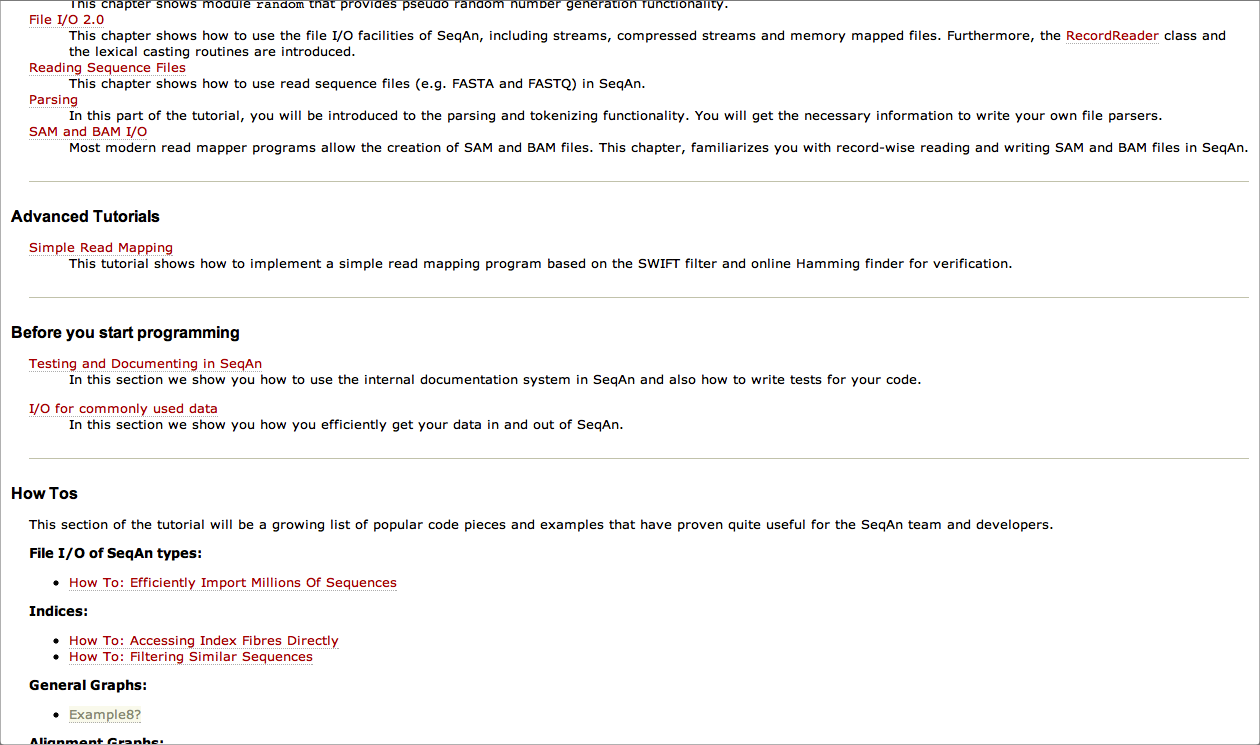 This chapter shows module random that provides pseudo random number generation functionality.
File I/O 2.0
This chapter shows how to use the file I/O facilities of SeqAn, including streams, compressed streams and memory mapped files. Furthermore, the RecordReader class and
the lexical casting routines are introduced.
Reading Sequence Files
This chapter shows how to use read sequence files (e.g. FASTA and FASTQ) in SeqAn.
Parsing
In this part of the tutorial, you will be introduced to the parsing and tokenizing functionality. You will get the necessary information to write your own file parsers.
SAM and BAM I/O
Most modern read mapper programs allow the creation of SAM and BAM files. This chapter, familiarizes you with record-wise reading and writing SAM and BAM files in SeqAn.
Advanced Tutorials
Simple Read Mapping
This tutorial shows how to implement a simple read mapping program based on the SWIFT filter and online Hamming finder for verification.
Before you start programming
Testing and Documenting in SeqAn
In this section we show you how to use the internal documentation system in SeqAn and also how to write tests for your code.
I/O for commonly used data
In this section we show you how you efficiently get your data in and out of SeqAn.
How Tos
This section of the tutorial will be a growing list of popular code pieces and examples that have proven quite useful for the SeqAn team and developers.
File I/O of SeqAn types:
• How To: Efficiently Import Millions Of Sequences
Indices:
• How To: Accessing Index Fibres Directly
• How To: Filtering Similar Sequences
General Graphs:
• Example8?
Alignment Graphs: